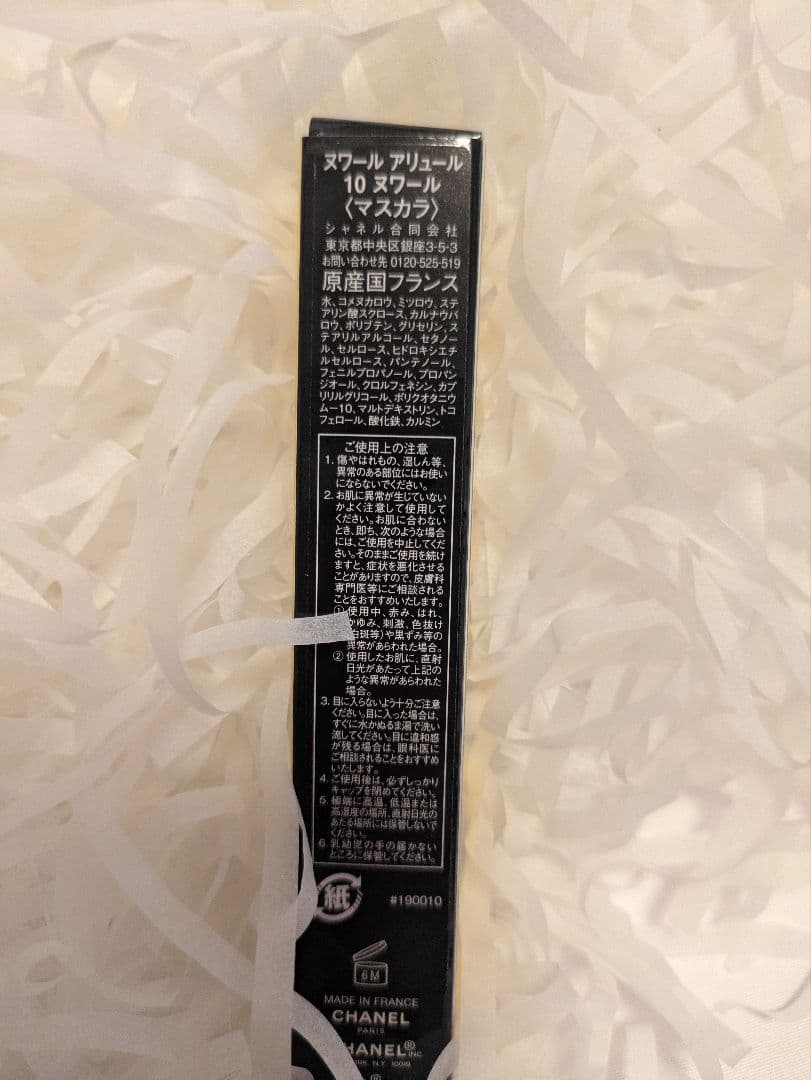 ヌワール アリュール
10 ヌワール
〈マスカラ〉
シャネル合同会社
東京都中央区銀座3-5-3
お問い合わせ先 0120-525-519
原産国フランス
水、コメヌカロウ、ミツロウ、ステ
アリン酸スクロース、カルナウバ
ロウ、ポリブテン、グリセリン、ス
テアリルアルコール、セタノー
ル、セルロース、ヒドロキシエチ
ルセルロース、パンテノール、
フェニルプロパノール、プロパン
ジオール、クロルフェネシン、カプ
リリルグリコール、ポリクオタニウ
ムー10、マルトデキストリン、トコ
フェロール、酸化鉄、カルミン
ご使用上の注意
1. 傷やはれもの、湿しん等、
異常のある部位にはお使い
にならないでください。
2. お肌に異常が生じていない
かよく注意して使用して
ください。お肌に合わない
とき、即ち、次のような場合
には、ご使用を中止してくだ
さい。そのままご使用を続け
ますと、症状を悪化させる
ことがありますので、皮膚科
専門医等にご相談される
ことをおすすめいたします。
① 使用中、赤み、はれ、
かゆみ、刺激、色抜け
(白斑等)や黒ずみ等の
異常があらわれた場合。
② 使用したお肌に、直射
日光があたって上記の
ような異常があらわれた
場合。
3. 目に入らないよう十分ご注意
ください。目に入った場合は、
すぐに水かぬるま湯で洗い
流してください。目に違和感
が残る場合は、眼科医に
ご相談されることをおすすめ
いたします。
4. ご使用後は、必ずしっかり
キャップを閉めてください。
5. 極端に高温、低温または
高湿度の場所、直射日光の
あたる場所には保管しないで
ください。
6. 乳幼児の手の届かない
ところに保管してください。
紙
#190010
6M
MADE IN FRANCE
CHANEL
PARIS
HANEL® INC.
N.Y. 10019